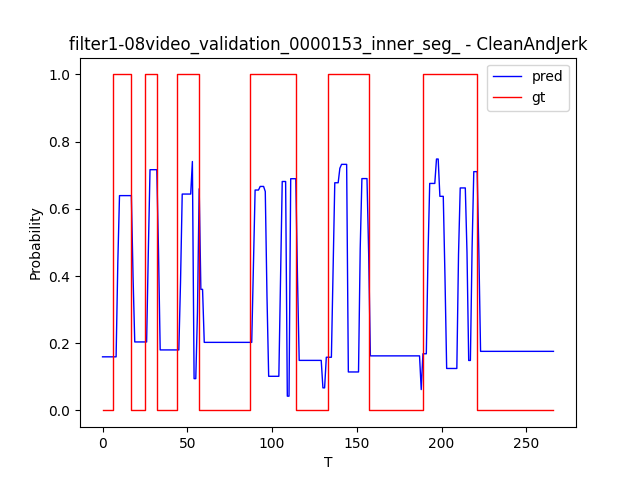 filter1-08video_validation_0000153_inner_seg_ - CleanAndJerk
pred
gt
1.0
0.8
0.6
0.4
0.2
0.0
Probability
0
50
100
150
200
250
T